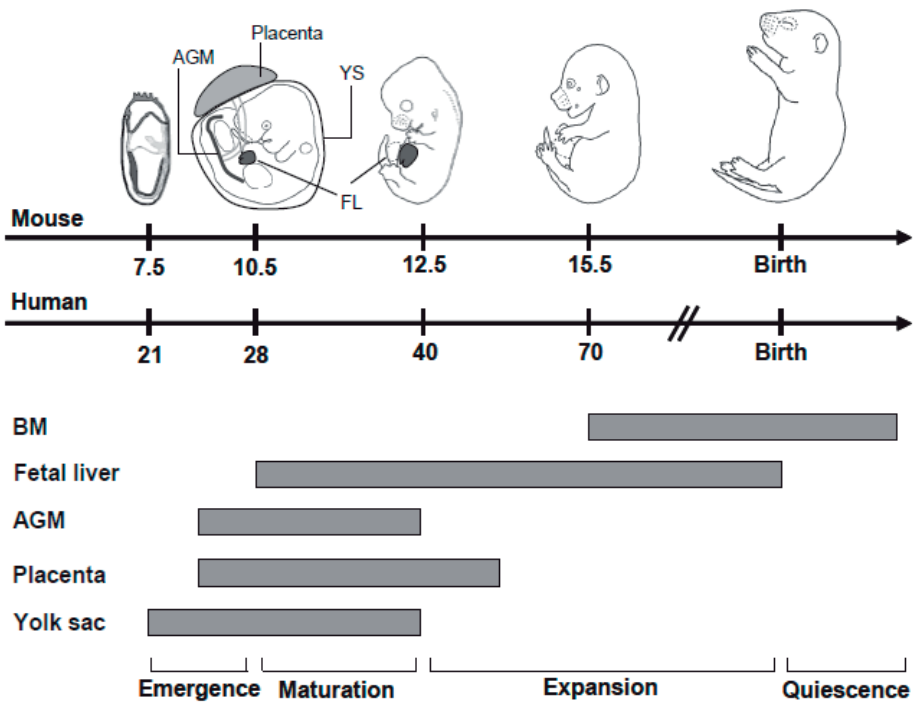 Placenta
AGM
YS
FL
Mouse
7.5 10.5 12.5 15.5 Birth
Human
21 28 40 70 Birth
BM
Fetal liver
AGM
Placenta
Yolk sac
Emergence Maturation Expansion Quiescence